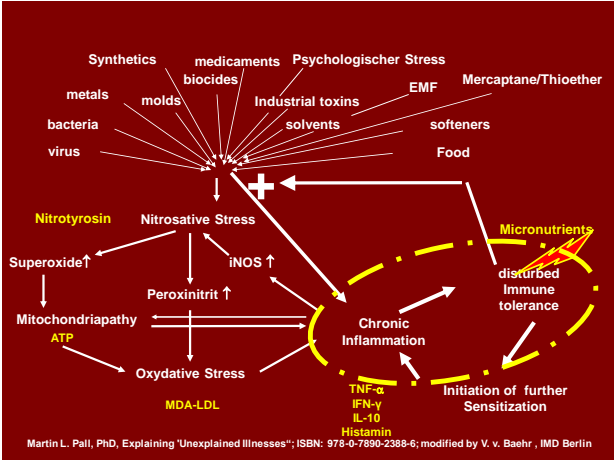 Synthetics
medicaments
Psychologischer Stress
biocides
Mercaptane/Thioether
EMF
metals
molds
Industrial toxins
bacteria
solvents
softeners
virus
Food
+
Micronutrients
Nitrotyrosin
Nitrosative Stress
Superoxide↑
iNOS↑
disturbed
Immune
tolerance
Peroxinitrit↑
Mitochondriapathy
ATP
Chronic
Inflammation
Oxydative Stress
MDA-LDL
TNF-α
IFN-γ
IL-10
Histamin
Initiation of further
Sensitization
Martin L. Pall, PhD, Explaining 'Unexplained Illnesses“; ISBN: 978-0-7890-2388-6; modified by V. v. Baehr , IMD Berlin